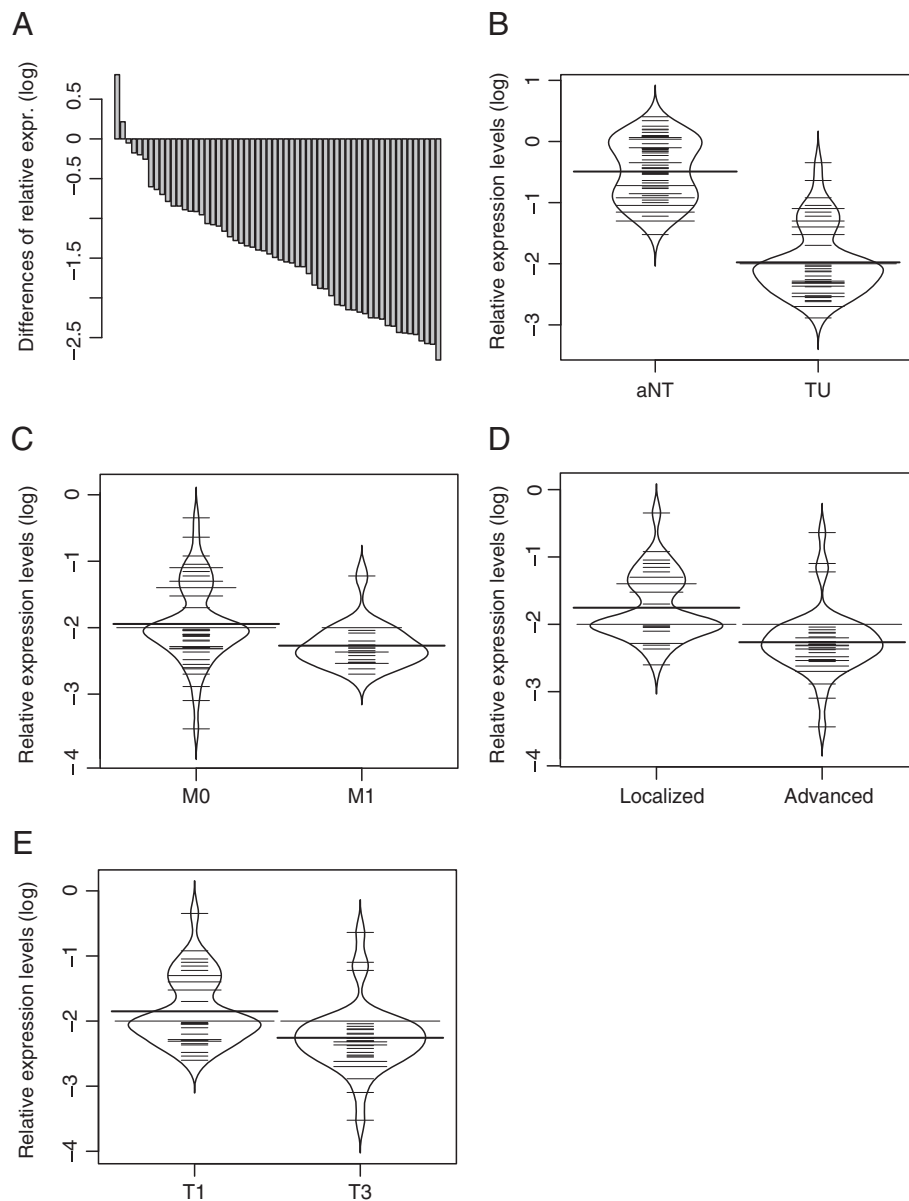 A
Differences of relative expr. (log)
0.5
−0.5
−1.5
−2.5
B
Relative expression levels (log)
1
0
−1
−2
−3
aNT
TU
C
Relative expression levels (log)
0
−1
−2
−3
−4
M0
M1
D
Relative expression levels (log)
0
−1
−2
−3
−4
Localized
Advanced
E
Relative expression levels (log)
0
−1
−2
−3
−4
T1
T3